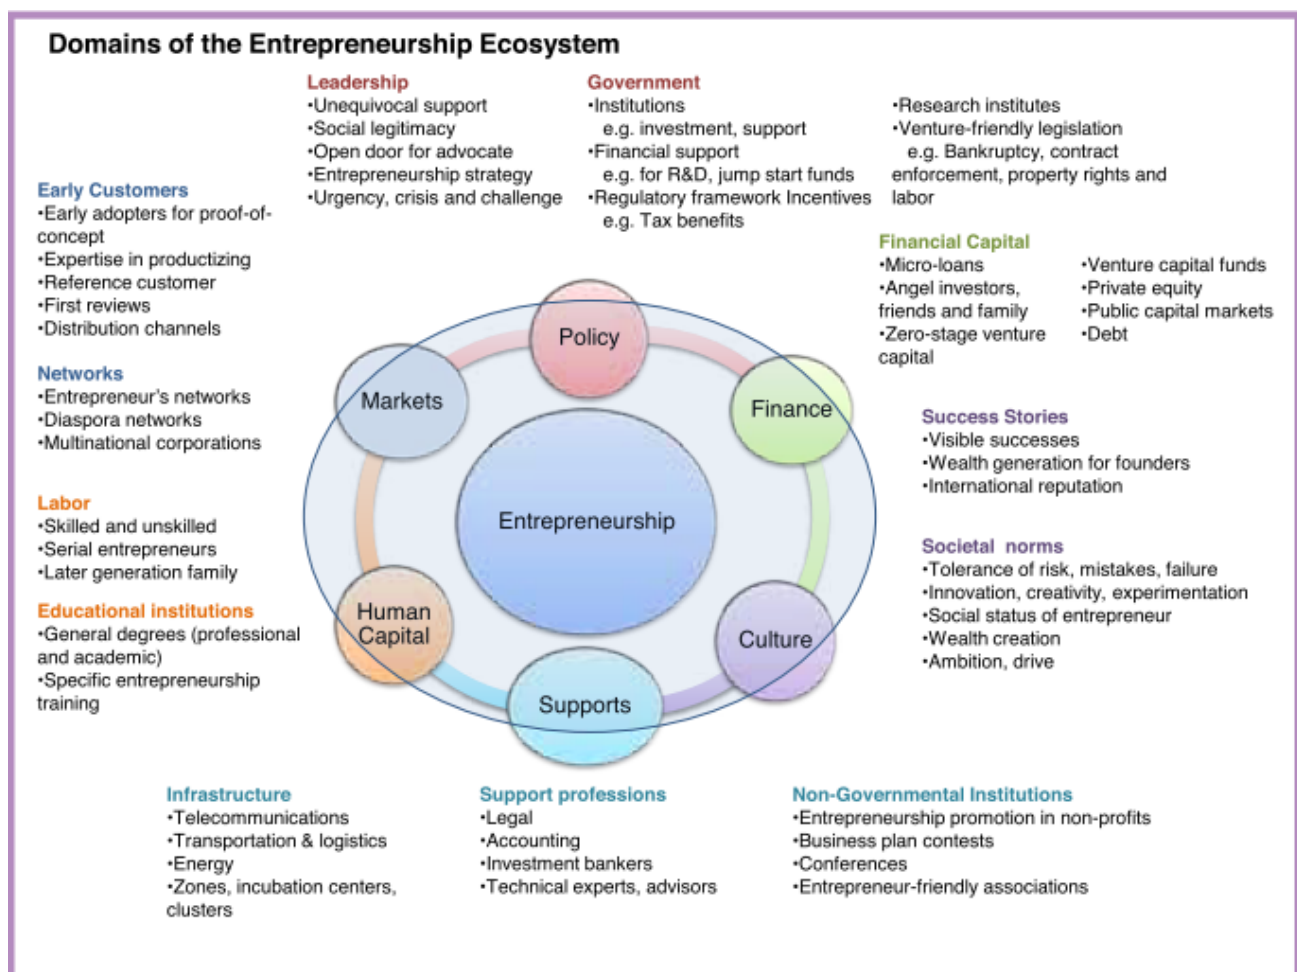 Domains of the Entrepreneurship Ecosystem
Leadership
•Unequivocal support
•Social legitimacy
•Open door for advocate
•Entrepreneurship strategy
•Urgency, crisis and challenge
Government
•Institutions
e.g. investment, support
•Financial support
e.g. for R&D, jump start funds
•Regulatory framework Incentives
e.g. Tax benefits
•Research institutes
•Venture-friendly legislation
e.g. Bankruptcy, contract
enforcement, property rights and
labor
Early Customers
•Early adopters for proof-of-
concept
•Expertise in productizing
•Reference customer
•First reviews
•Distribution channels
Networks
•Entrepreneur’s networks
•Diaspora networks
•Multinational corporations
Labor
•Skilled and unskilled
•Serial entrepreneurs
•Later generation family
Educational institutions
•General degrees (professional
and academic)
•Specific entrepreneurship
training
Policy
Markets
Finance
Entrepreneurship
Human
Capital
Culture
Supports
Financial Capital
•Micro-loans
•Angel investors,
friends and family
•Zero-stage venture
capital
•Venture capital funds
•Private equity
•Public capital markets
•Debt
Success Stories
•Visible successes
•Wealth generation for founders
•International reputation
Societal norms
•Tolerance of risk, mistakes, failure
•Innovation, creativity, experimentation
•Social status of entrepreneur
•Wealth creation
•Ambition, drive
Infrastructure
•Telecommunications
•Transportation & logistics
•Energy
•Zones, incubation centers,
clusters
Support professions
•Legal
•Accounting
•Investment bankers
•Technical experts, advisors
Non-Governmental Institutions
•Entrepreneurship promotion in non-profits
•Business plan contests
•Conferences
•Entrepreneur-friendly associations